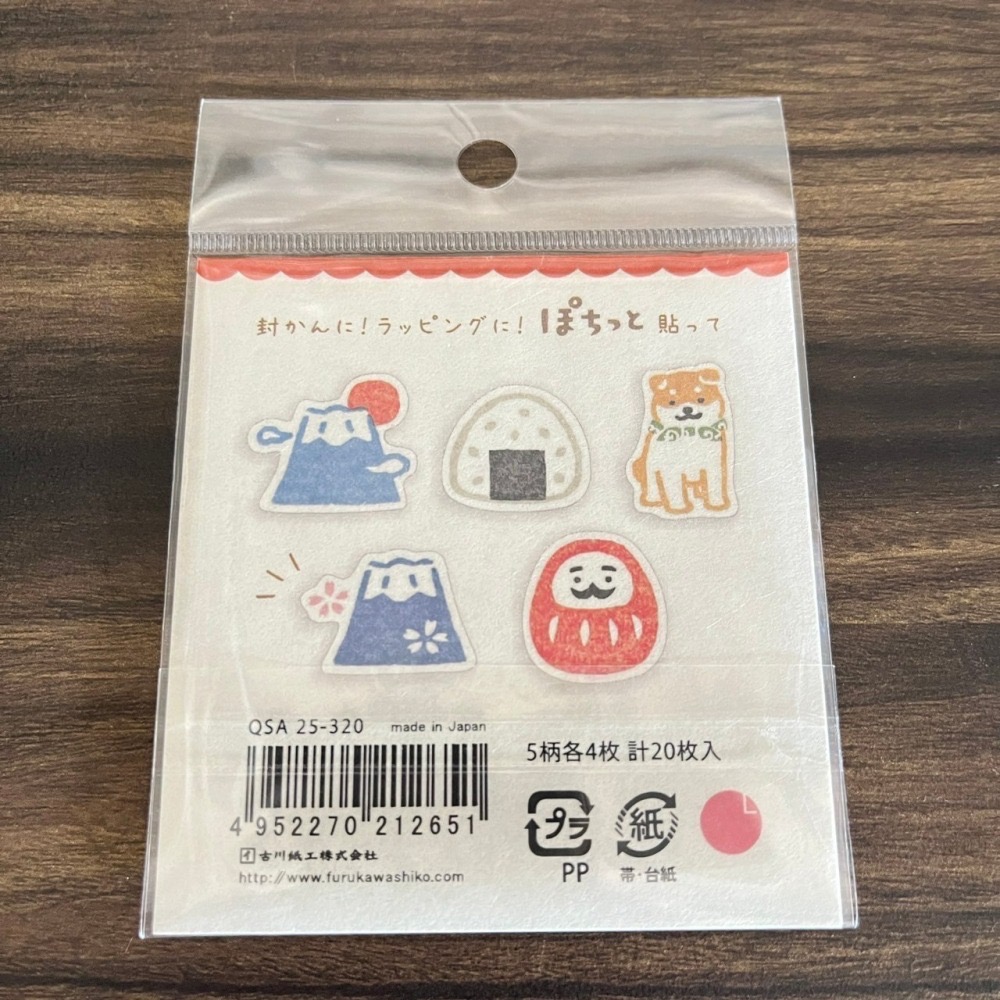 封かんに！ラッピングに！ぽちっと貼って
QSA 25-320 made in Japan
5柄各4枚 計20枚入
4 952270 212651
古川紙工株式会社
http://www.furukawashiko.com
プラ
PP
紙
帯・台紙